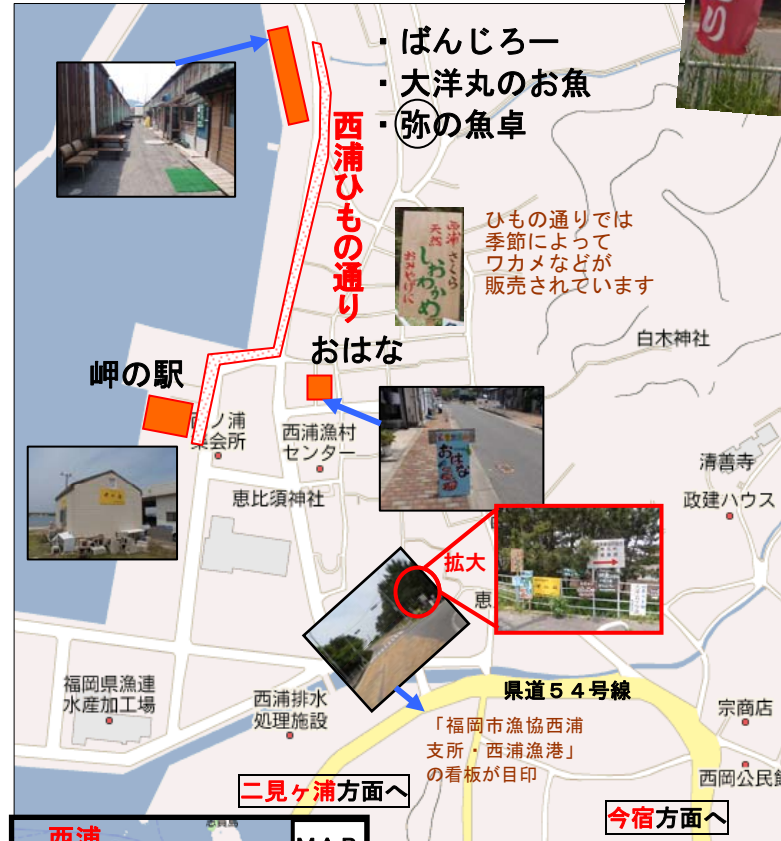 ・ばんじろー
・大洋丸のお魚
・弥の魚卓
西浦ひもの通り
西浦 さくら
天然
しおわかめ
おみやげに
ひもの通りでは
季節によって
ワカメなどが
販売されています
白木神社
岬の駅
おはな
ノ浦
集会所
西浦漁村
センター
おはな
清善寺
政建ハウス
恵比須神社
拡大
恵
県道54号線
福岡県漁連
水産加工場
西浦排水
処理施設
「福岡市漁協西浦
支所・西浦漁港」
の看板が目印
宗商店
西岡公民館
二見ヶ浦方面へ
今宿方面へ
西浦
MAP